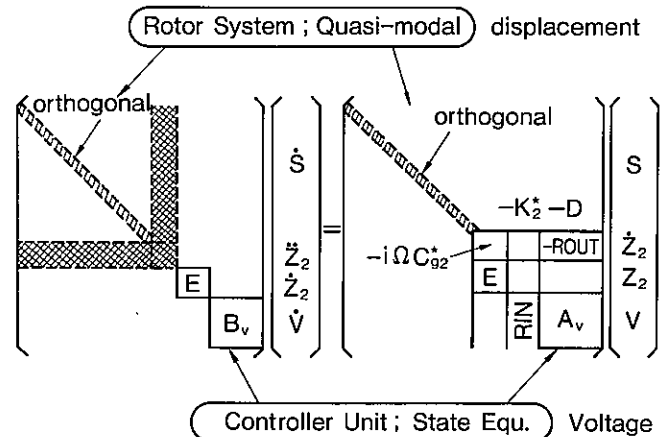 Rotor System ; Quasi-modal displacement
orthogonal
orthogonal
Ṡ
S
-K₂* -D
= -iΩC*g2 -ROUT
Z̈₂ Ż₂
E Ż₂ E Z₂
Bᵥ V̇ RIN Aᵥ V
Controller Unit ; State Equ. Voltage